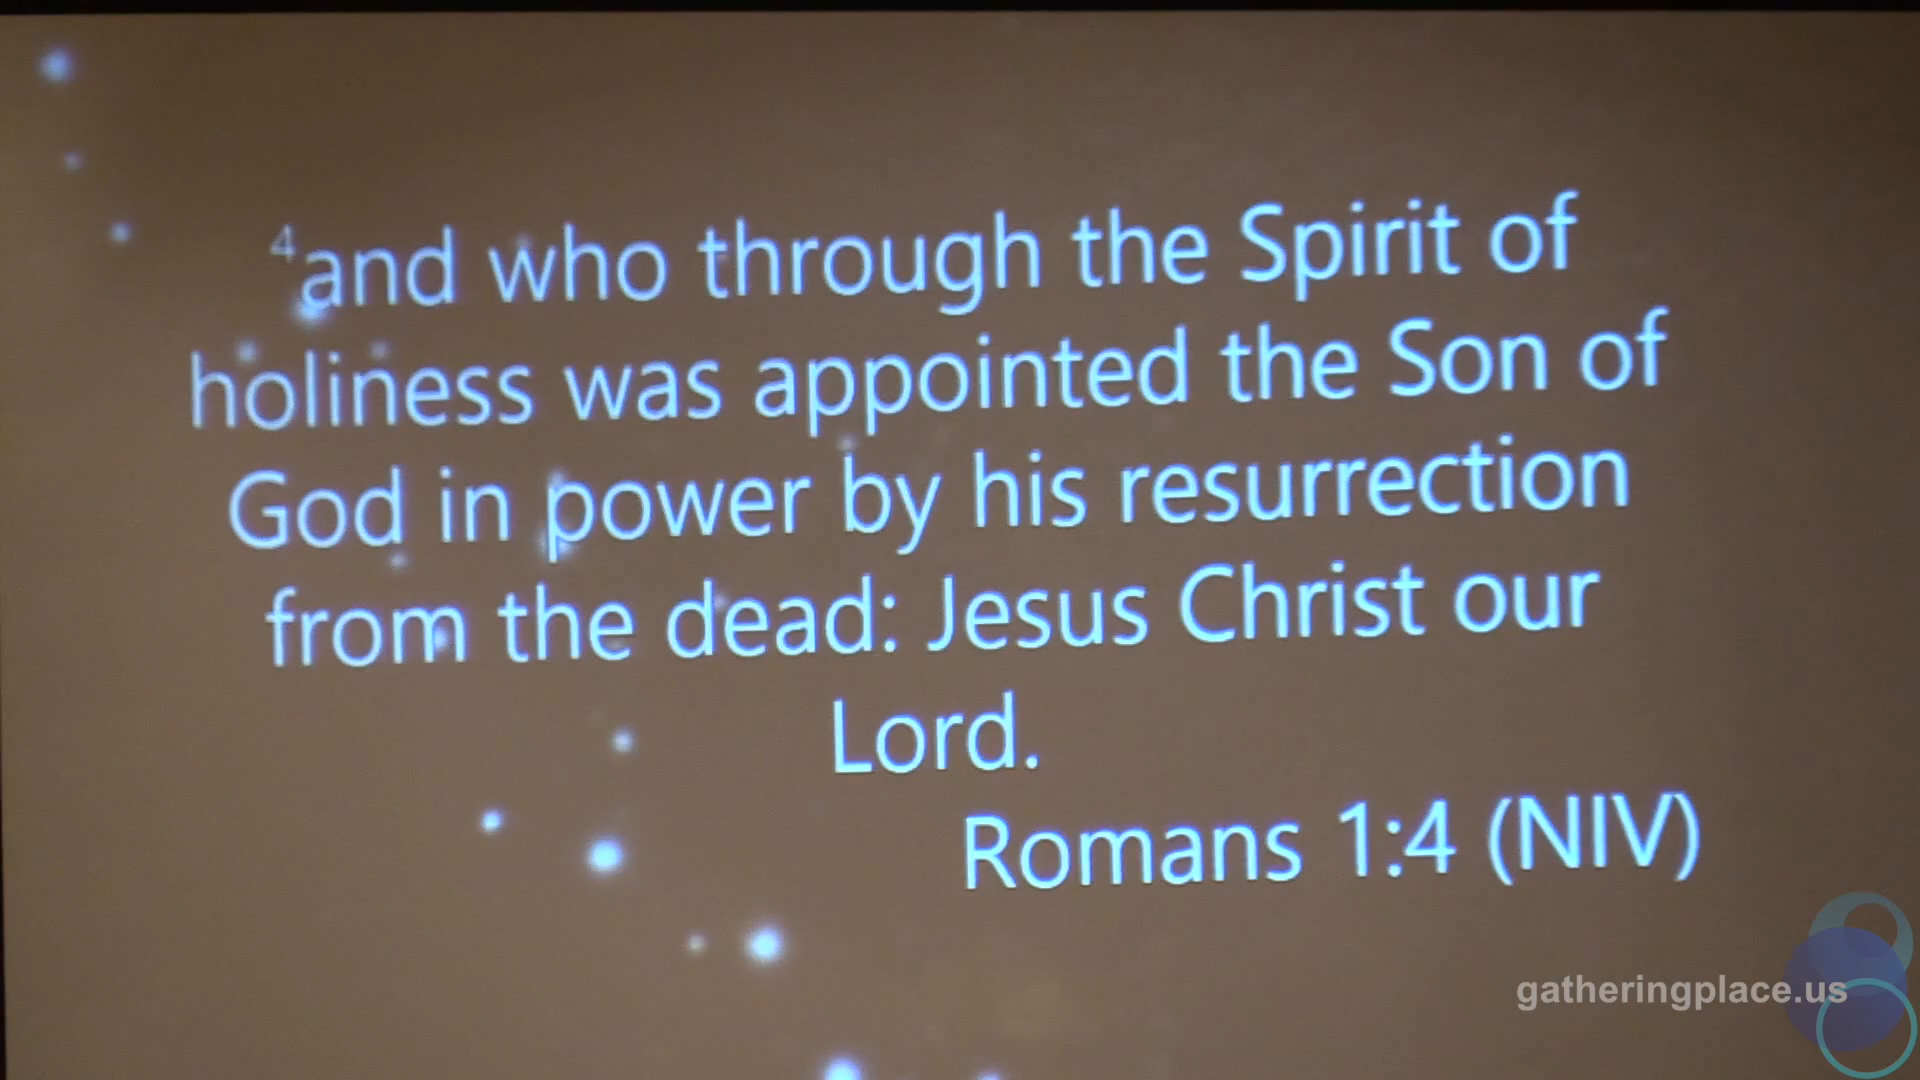 ⁴and who through the Spirit of
holiness was appointed the Son of
God in power by his resurrection
from the dead: Jesus Christ our
Lord.
Romans 1:4 (NIV)
gatheringplace.us